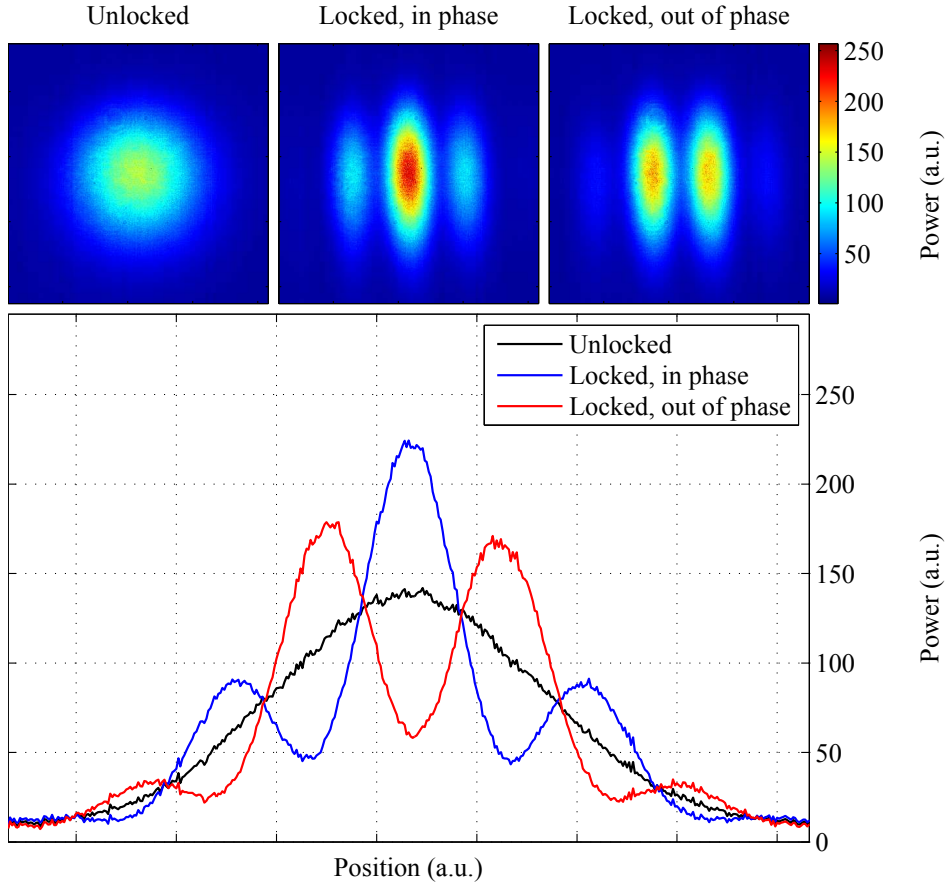 Unlocked
Locked, in phase
Locked, out of phase
250
200
150
100
50
Power (a.u.)
Unlocked
Locked, in phase
Locked, out of phase
250
200
150
100
50
0
Power (a.u.)
Position (a.u.)